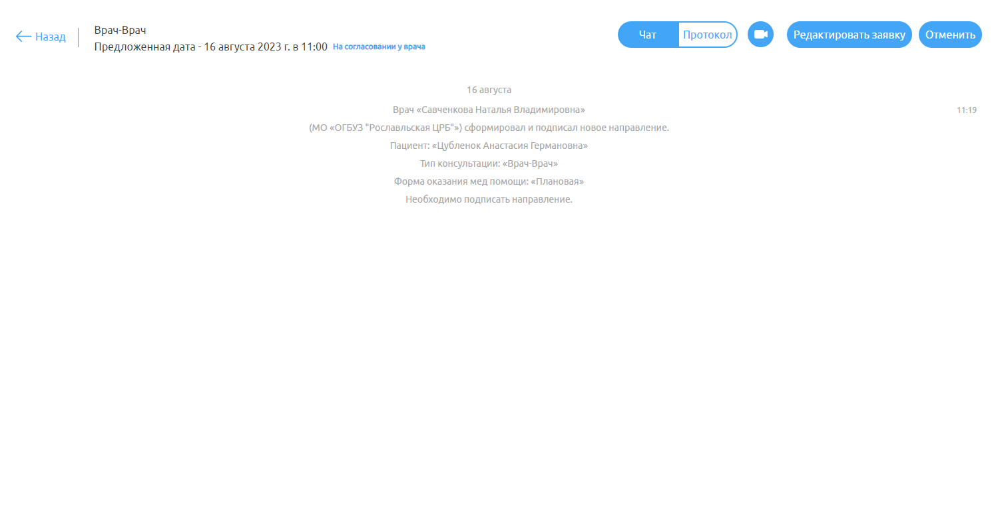 Назад
Врач-Врач
Предложенная дата - 16 августа 2023 г. в 11:00 На согласовании у врача
Чат
Протокол
Редактировать заявку
Отменить
16 августа
Врач «Савченкова Наталья Владимировна»
11:19
(МО «ОГБУЗ "Рославльская ЦРБ"») сформировал и подписал новое направление.
Пациент: «Цубленок Анастасия Германовна»
Тип консультации: «Врач-Врач»
Форма оказания мед помощи: «Плановая»
Необходимо подписать направление.